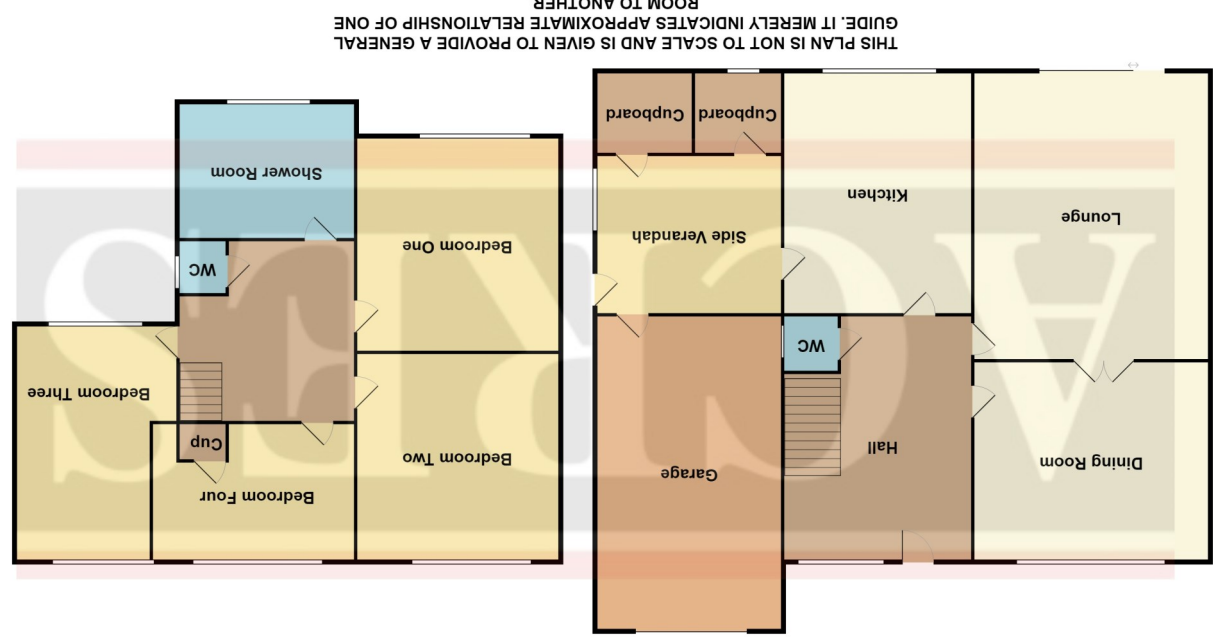 Dining Room
Hall
Garage
Lounge
Kitchen
WC
Side Verandah
Cupboard
Cupboard
Bedroom Two
Bedroom Four
Cup
Bedroom Three
Bedroom One
WC
Shower Room
ACRES
THIS PLAN IS NOT TO SCALE AND IS GIVEN TO PROVIDE A GENERAL
GUIDE. IT MERELY INDICATES APPROXIMATE RELATIONSHIP OF ONE
ROOM TO ANOTHER